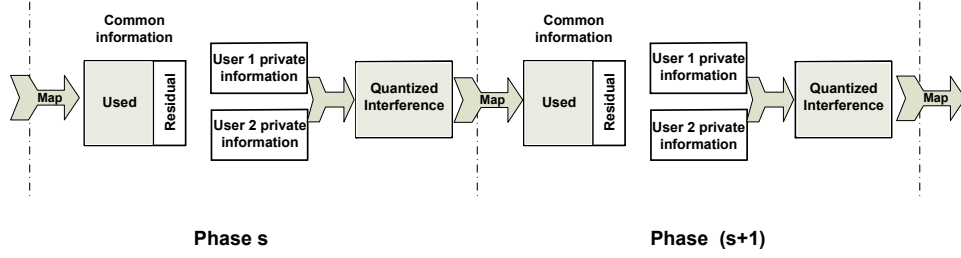 Common
information
Map
Used
Residual
User 1 private
information
User 2 private
information
Quantized
Interference
Map
Common
information
Used
Residual
User 1 private
information
User 2 private
information
Quantized
Interference
Map
Phase s
Phase (s+1)